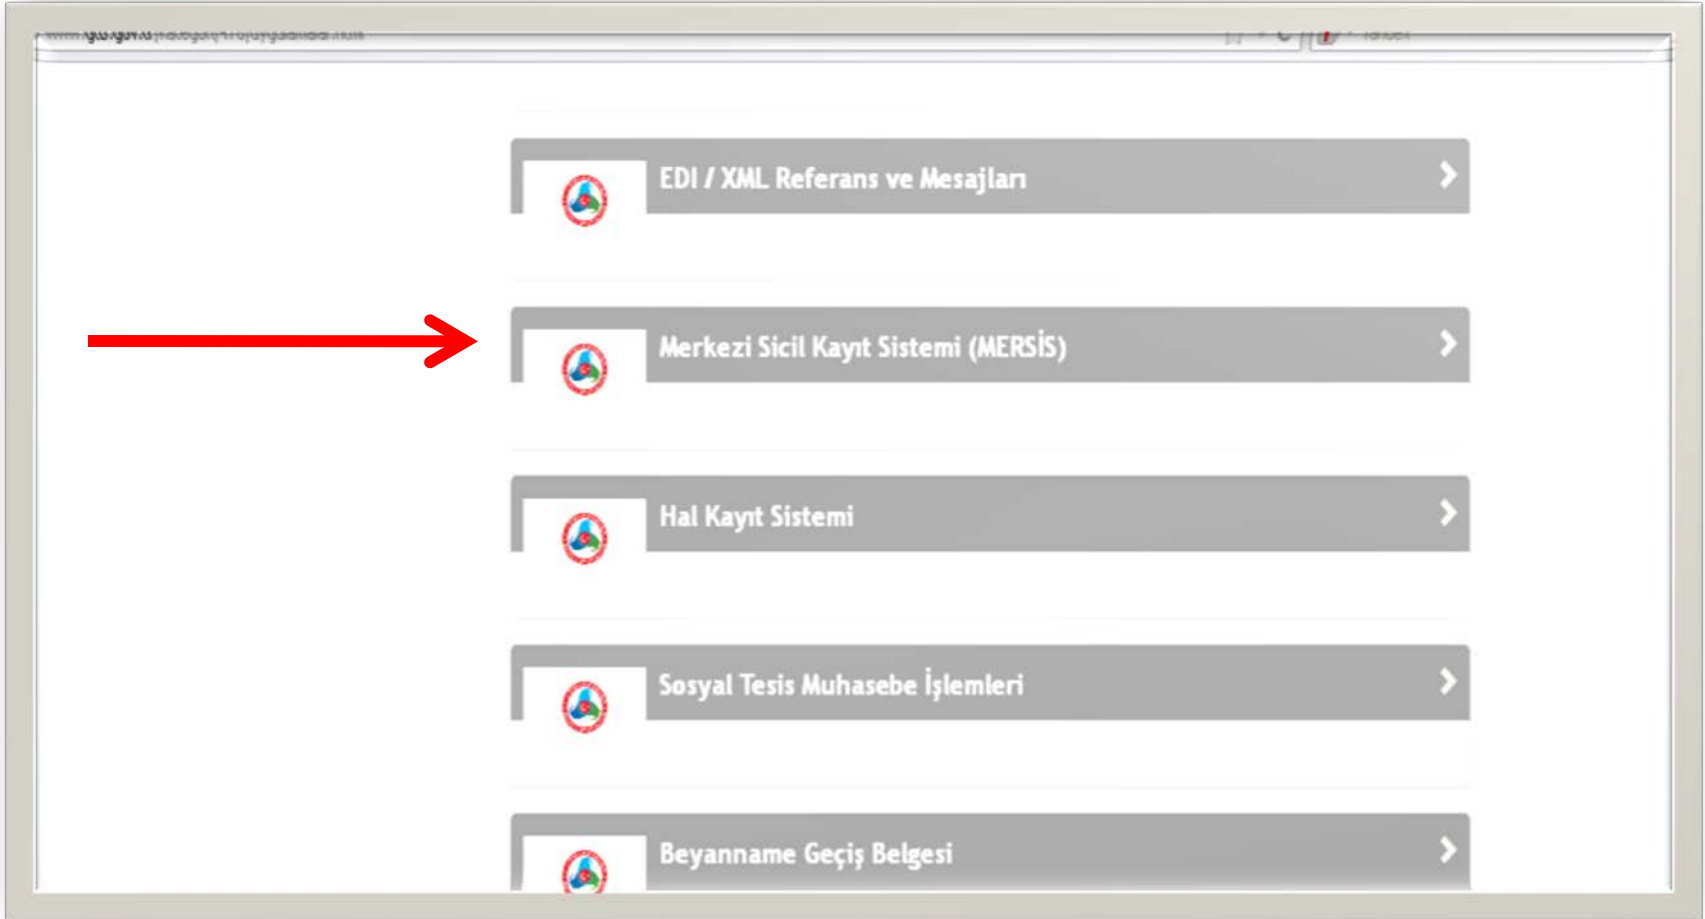 EDI / XML Referans ve Mesajları
Merkezi Sicil Kayıt Sistemi (MERSİS)
Hal Kayıt Sistemi
Sosyal Tesis Muhasebe İşlemleri
Beyanname Geçiş Belgesi